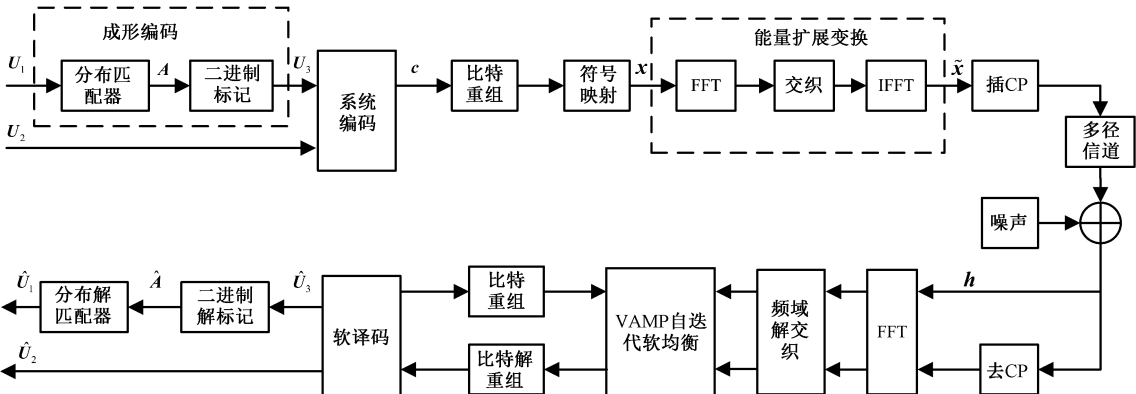 成形编码
能量扩展变换
U₁
分布匹
配器
A
二进制
标记
U₃
系统
编码
c
比特
重组
符号
映射
x
FFT
交织
IFFT
x̃
插CP
U₂
多径
信道
噪声
h
Û₁
分布解
匹配器
Â
二进制
解标记
Û₃
软译码
比特
重组
VAMP自迭
代软均衡
频域
解交
织
FFT
Û₂
比特解
重组
去CP